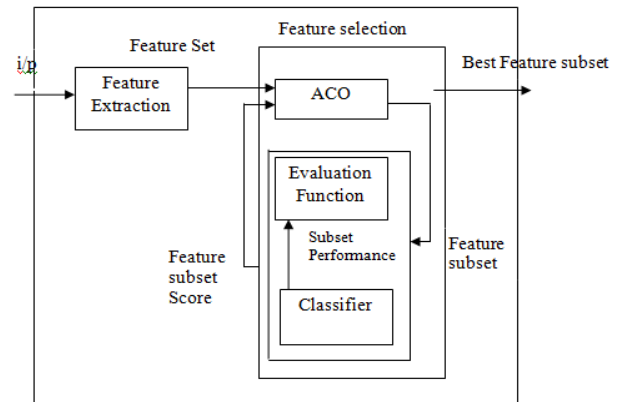 Feature selection
Feature Set
Best Feature subset
i/p
Feature
Extraction
ACO
Evaluation
Function
Subset
Performance
Feature
subset
Feature
subset
Score
Classifier